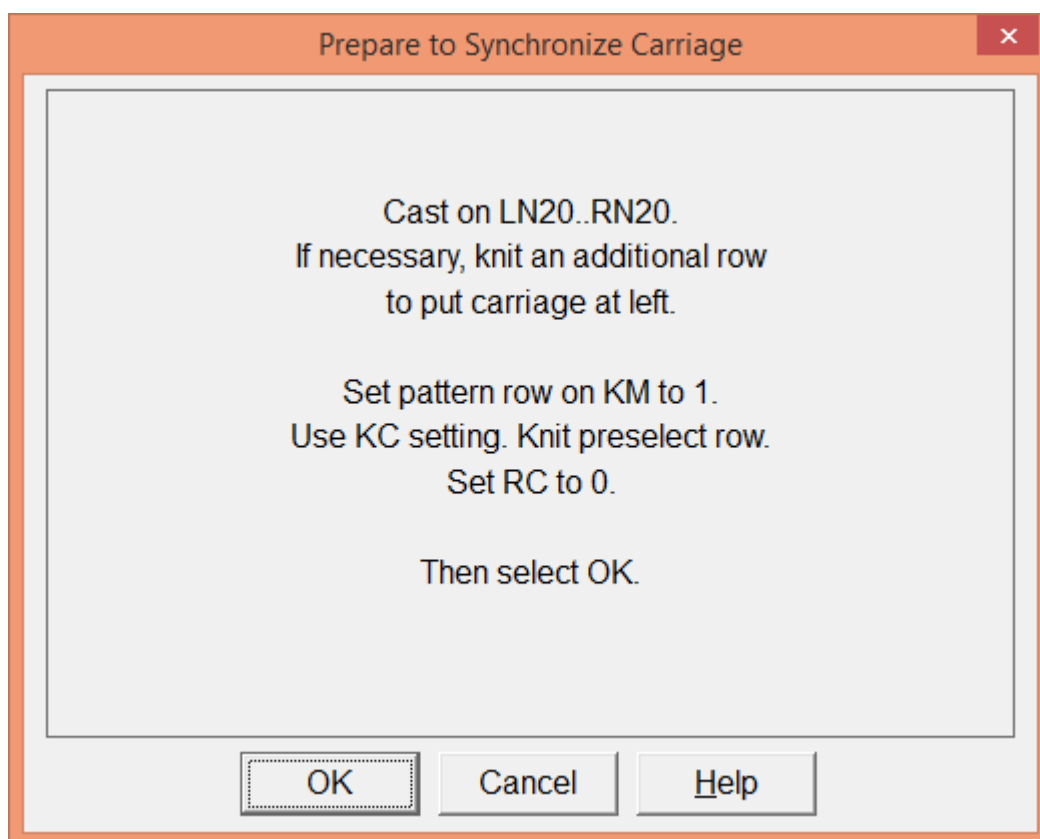 Prepare to Synchronize Carriage
×
Cast on LN20..RN20.
If necessary, knit an additional row
to put carriage at left.
Set pattern row on KM to 1.
Use KC setting. Knit preselect row.
Set RC to 0.
Then select OK.
OK
Cancel
Help